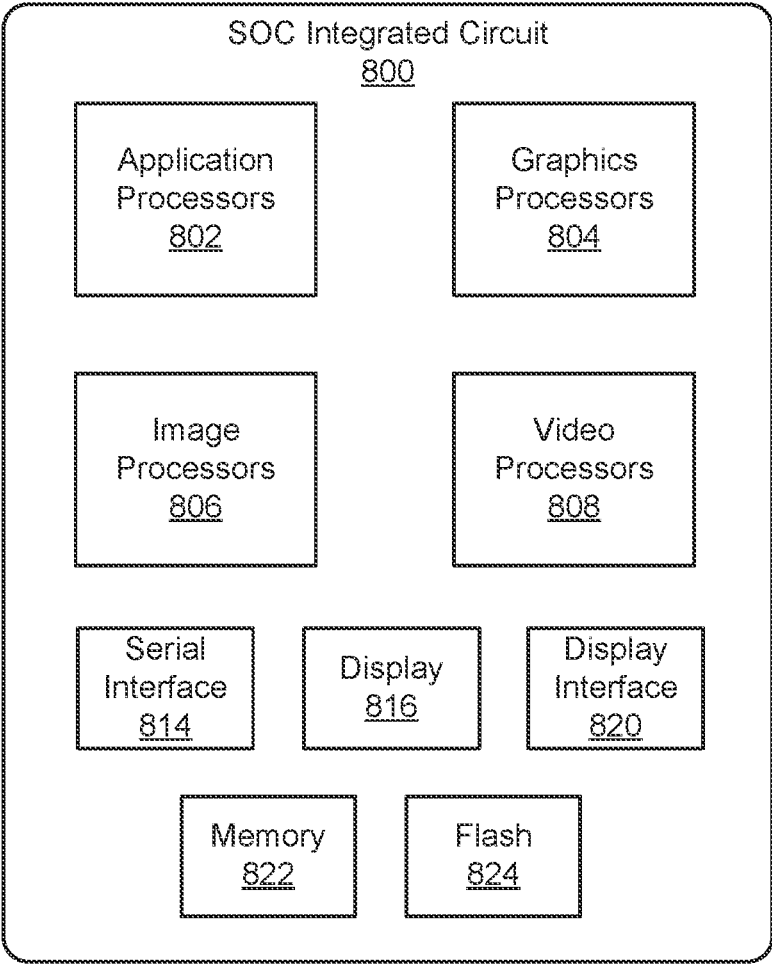 SOC Integrated Circuit
800
Application
Processors
802
Graphics
Processors
804
Image
Processors
806
Video
Processors
808
Serial
Interface
814
Display
816
Display
Interface
820
Memory
822
Flash
824